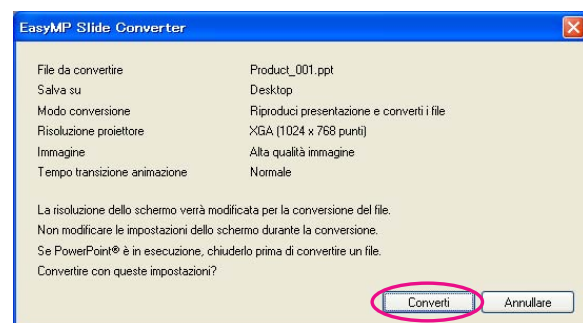 EasyMP Slide Converter
File da convertire Product_001.ppt
Salva su Desktop
Modo conversione Riproduci presentazione e converti i file
Risoluzione proiettore XGA (1024 x 768 punti)
Immagine Alta qualità immagine
Tempo transizione animazione Normale
La risoluzione dello schermo verrà modificata per la conversione del file.
Non modificare le impostazioni dello schermo durante la conversione.
Se PowerPoint® è in esecuzione, chiuderlo prima di convertire un file.
Convertire con queste impostazioni?
Converti Annullare